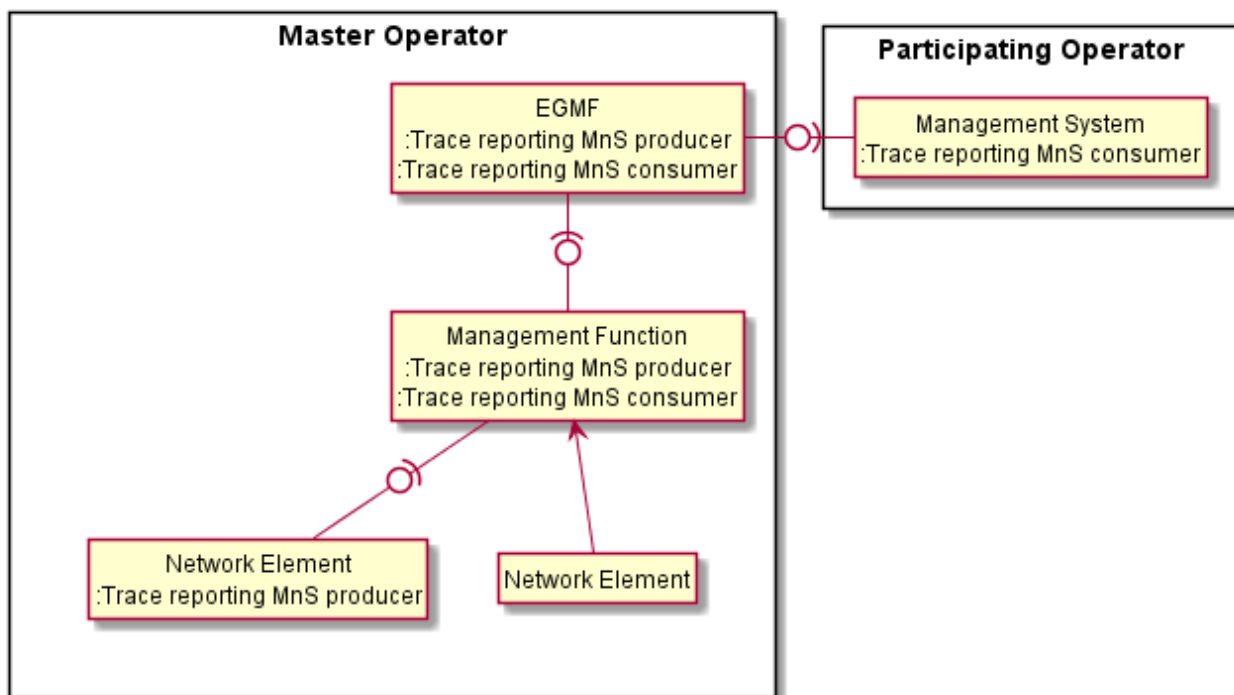 Master Operator
Participating Operator
EGMF
:Trace reporting MnS producer
:Trace reporting MnS consumer
Management System
:Trace reporting MnS consumer
Management Function
:Trace reporting MnS producer
:Trace reporting MnS consumer
Network Element
:Trace reporting MnS producer
Network Element